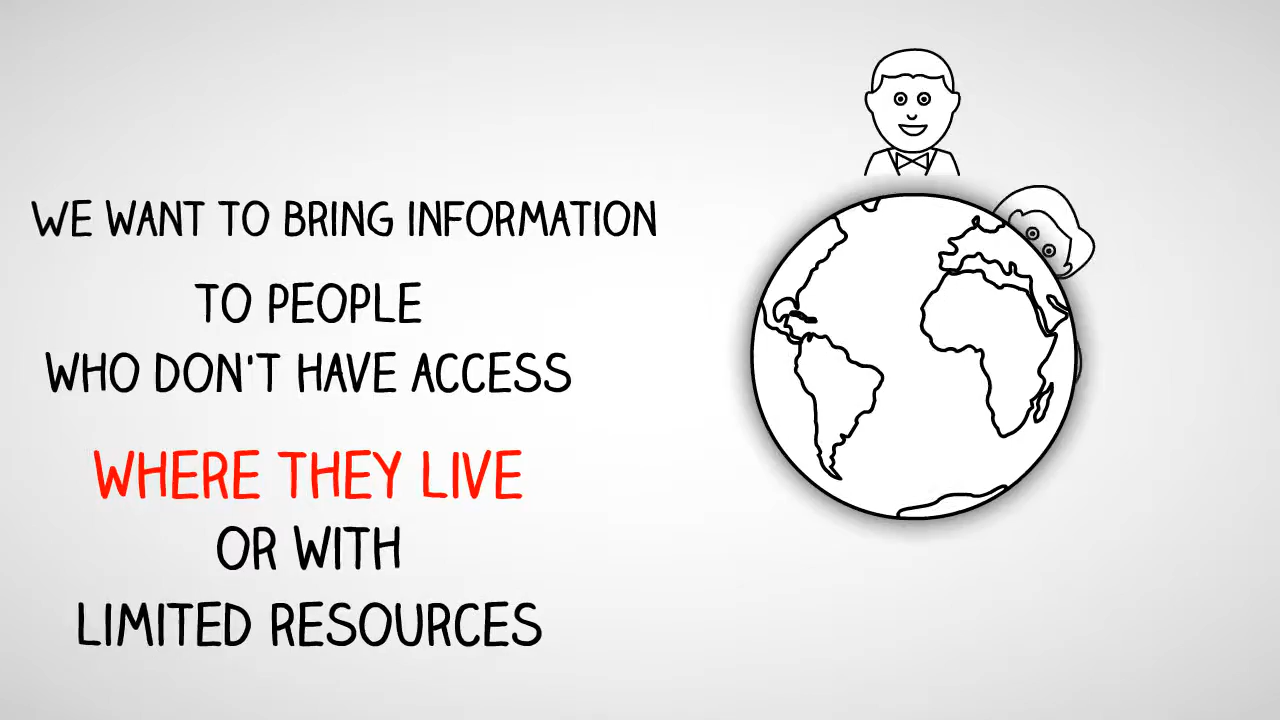 WE WANT TO BRING INFORMATION
TO PEOPLE
WHO DON'T HAVE ACCESS
WHERE THEY LIVE
OR WITH
LIMITED RESOURCES